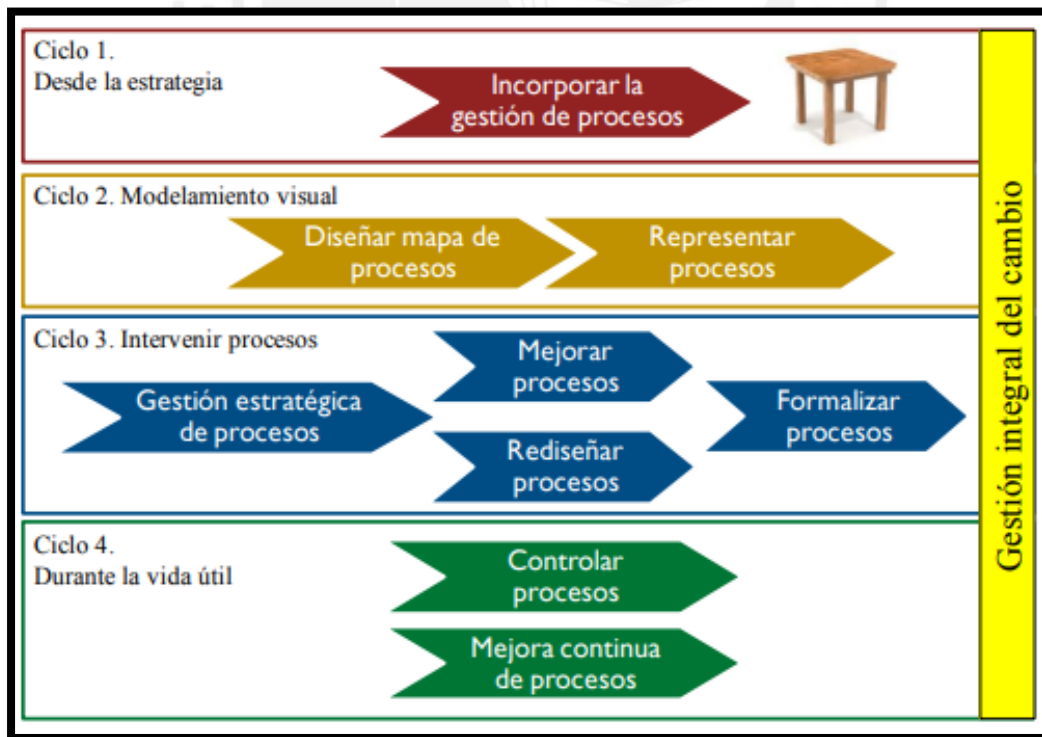 Ciclo 1.
Desde la estrategia
Incorporar la
gestión de procesos
Ciclo 2. Modelamiento visual
Diseñar mapa de
procesos
Representar
procesos
Ciclo 3. Intervenir procesos
Gestión estratégica
de procesos
Mejorar
procesos
Rediseñar
procesos
Formalizar
procesos
Ciclo 4.
Durante la vida útil
Controlar
procesos
Mejora continua
de procesos
Gestión integral del cambio